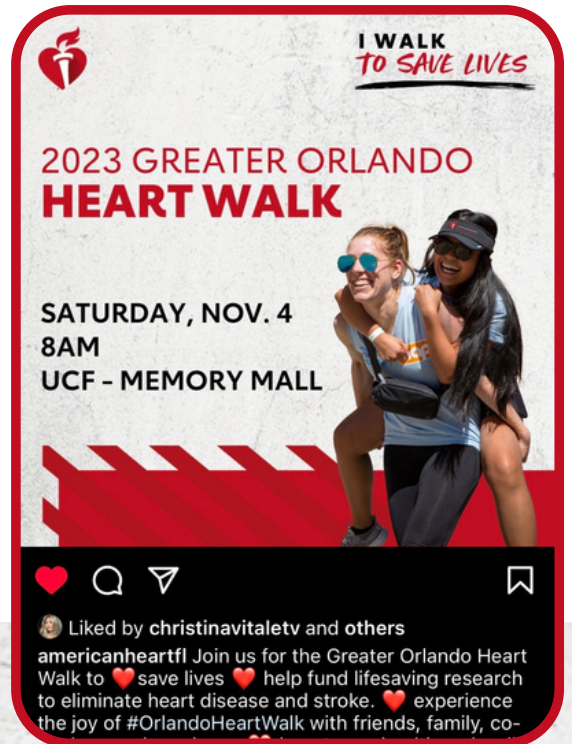 I WALK
TO SAVE LIVES
2023 GREATER ORLANDO
HEART WALK
SATURDAY, NOV. 4
8AM
UCF - MEMORY MALL
Liked by christinavitaletv and others
americanheartfl Join us for the Greater Orlando Heart
Walk to ❤️save lives ❤️ help fund lifesaving research
to eliminate heart disease and stroke. ❤️ experience
the joy of #OrlandoHeartWalk with friends, family, co-